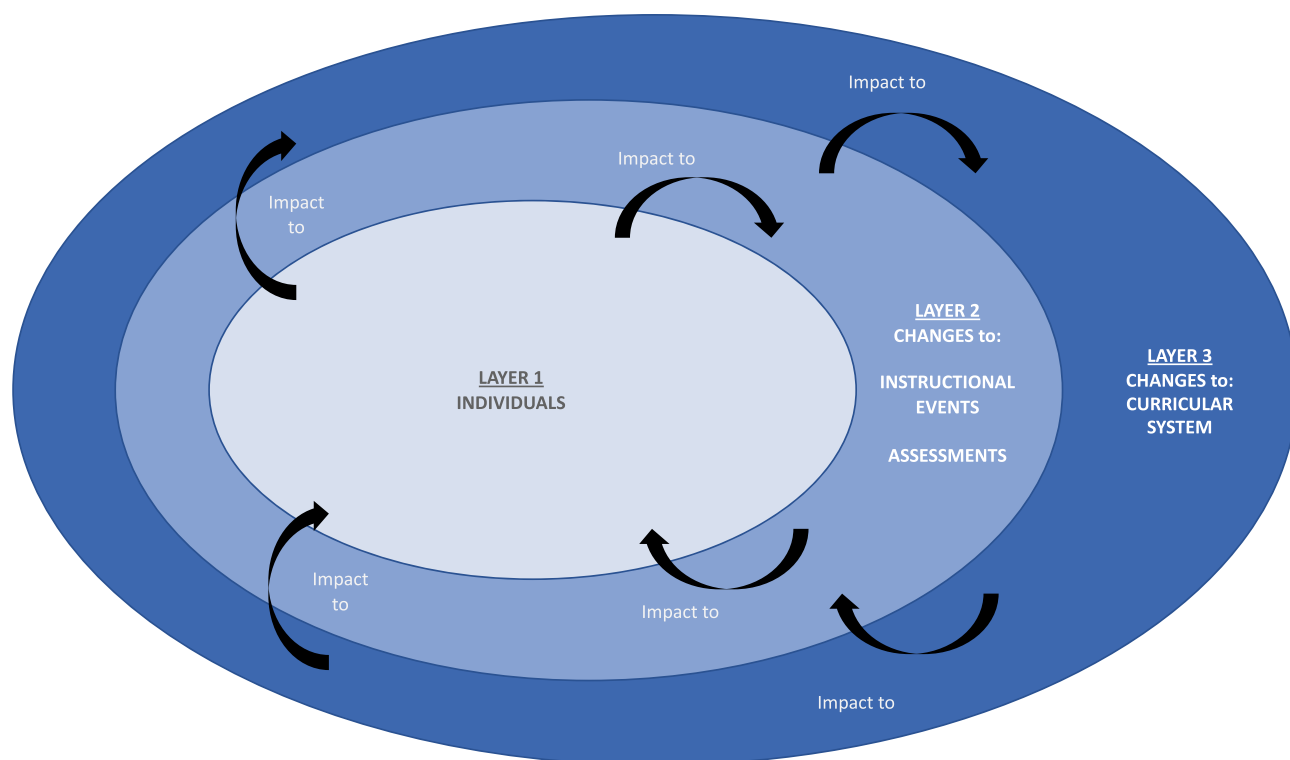 Impact to
Impact to
Impact
to
LAYER 1
INDIVIDUALS
LAYER 2
CHANGES to:
INSTRUCTIONAL
EVENTS
ASSESSMENTS
LAYER 3
CHANGES to:
CURRICULAR
SYSTEM
Impact
to
Impact to
Impact to